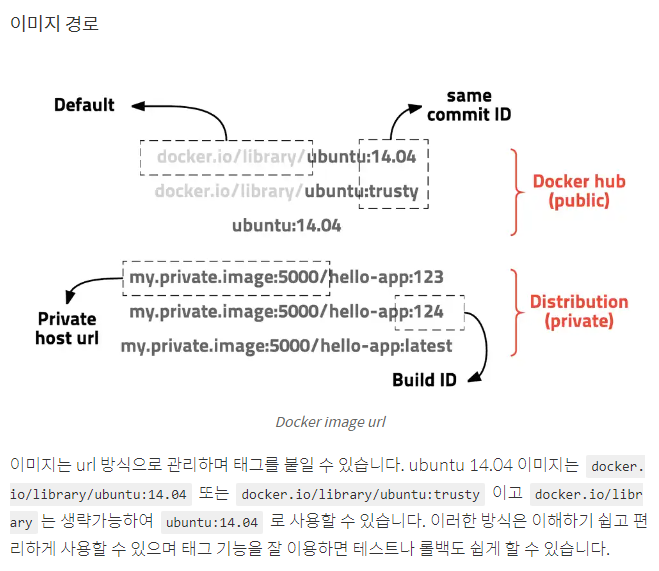 이미지 경로
Default
same
commit ID
docker.io/library/ubuntu:14.04
docker.io/library/ubuntu:trusty
ubuntu:14.04
Docker hub
(public)
my.private.image:5000/hello-app:123
my.private.image:5000/hello-app:124
my.private.image:5000/hello-app:latest
Private
host url
Distribution
(private)
Build ID
Docker image url
이미지는 url 방식으로 관리하며 태그를 붙일 수 있습니다. ubuntu 14.04 이미지는 docker.
io/library/ubuntu:14.04 또는 docker.io/library/ubuntu:trusty 이고 docker.io/libr
ary 는 생략가능하여 ubuntu:14.04 로 사용할 수 있습니다. 이러한 방식은 이해하기 쉽고 편
리하게 사용할 수 있으며 태그 기능을 잘 이용하면 테스트나 롤백도 쉽게 할 수 있습니다.